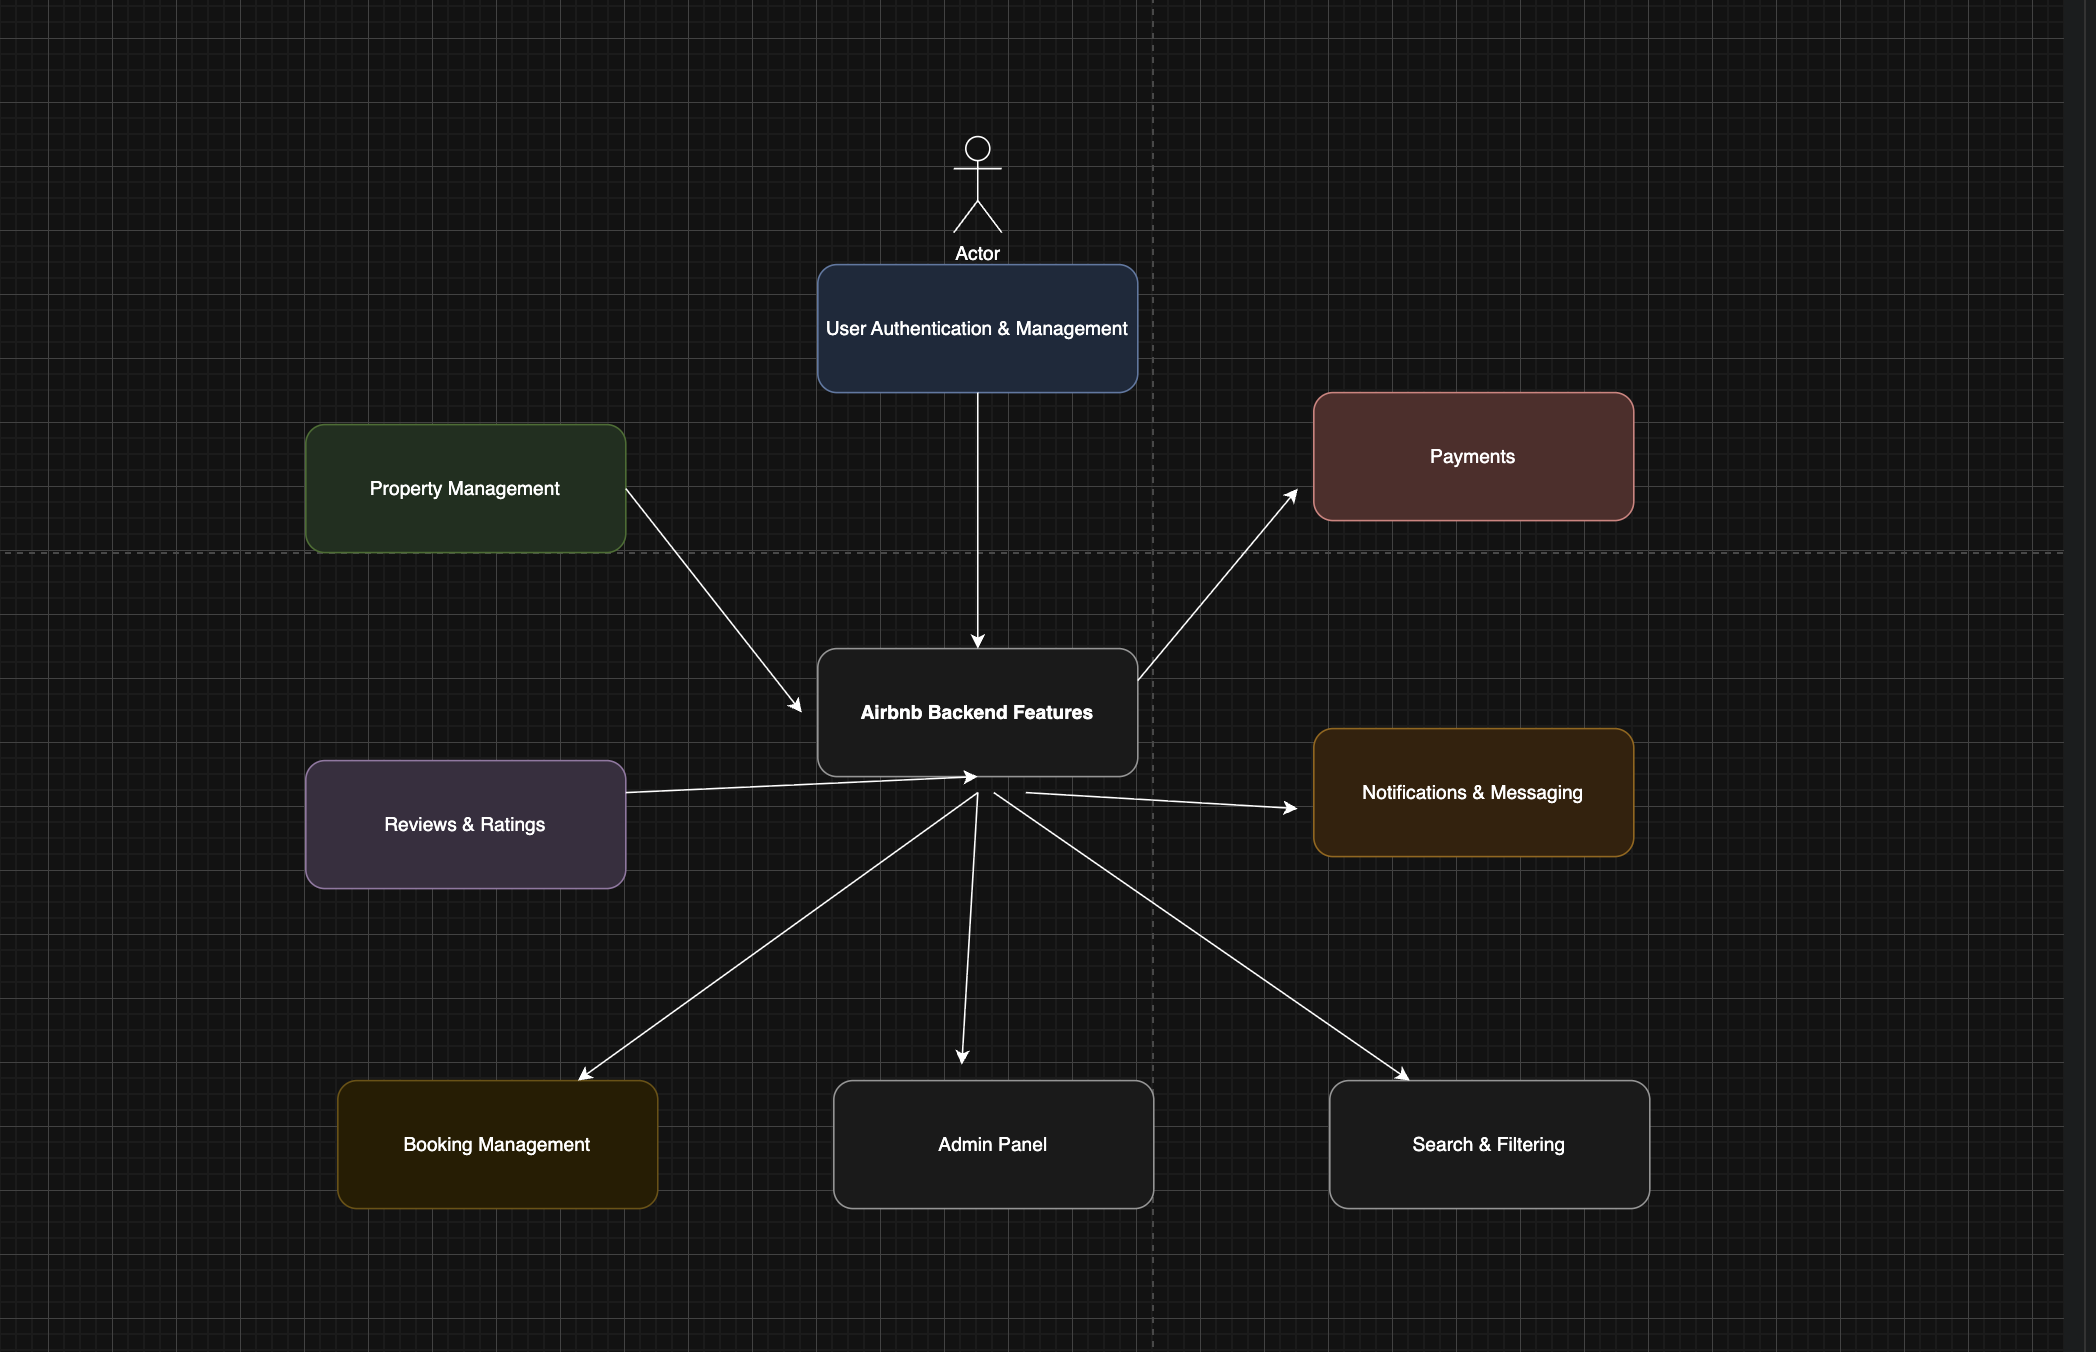 Actor
User Authentication & Management
Payments
Property Management
Airbnb Backend Features
Notifications & Messaging
Reviews & Ratings
Booking Management
Admin Panel
Search & Filtering